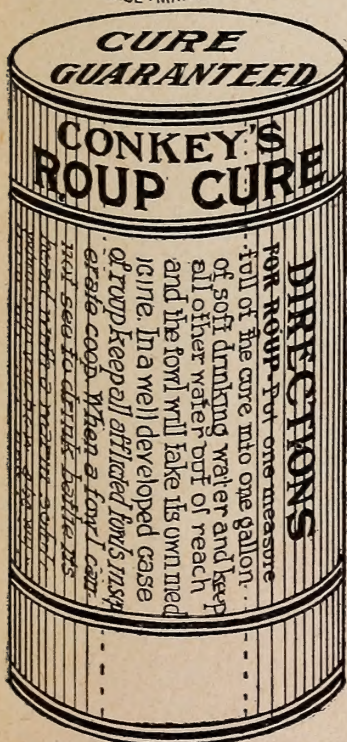 CURE
GUARANTEED
CONKEY'S
ROUP CURE
DIRECTIONS
FOR ROUP-Put one measure
full of the cure into one gallon
of soft drinking water and keep
all other water out of reach
and the fowl will take its own med
icine. In a well developed case
of roup keep all afflicted fowls in sep
erate coop. When a fowl can
not see to drink bathe its
head with a warm